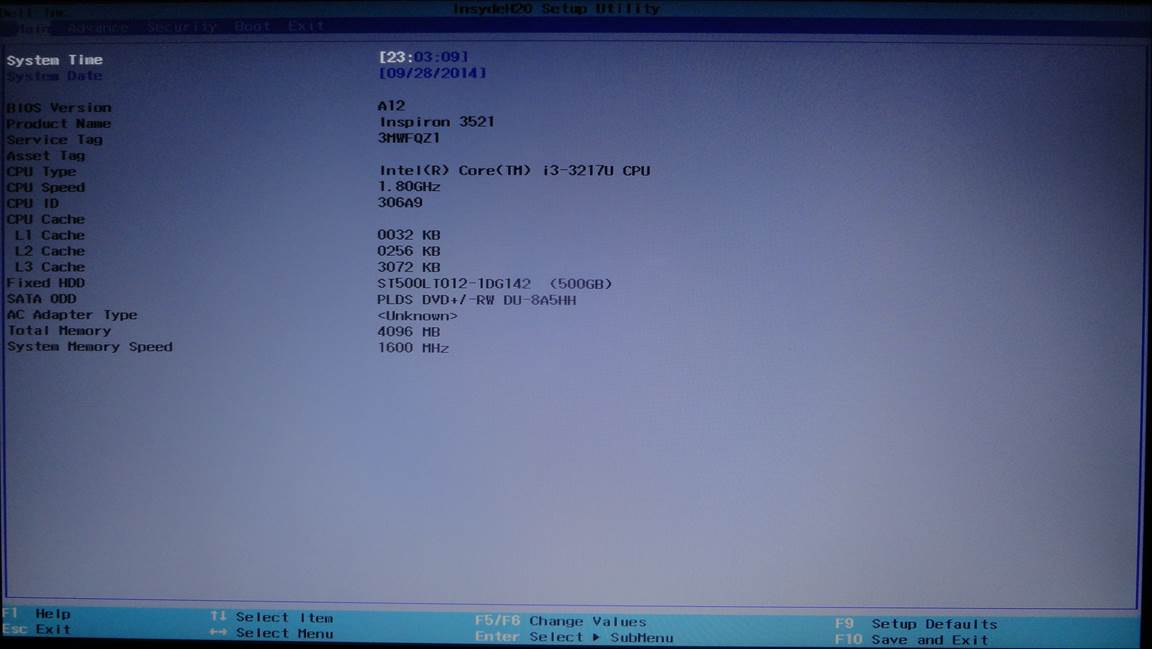 Dell Inc. InsydeH20 Setup Utility
Main Advance Security Boot Exit
System Time [23:03:09]
System Date [09/28/2014]
BIOS Version A12
Product Name Inspiron 3521
Service Tag 3MWFQZ1
Asset Tag
CPU Type Intel(R) Core(TM) i3-3217U CPU
CPU Speed 1.80GHz
CPU ID 306A9
CPU Cache
L1 Cache 0032 KB
L2 Cache 0256 KB
L3 Cache 3072 KB
Fixed HDD ST500LT012-1DG142 (500GB)
SATA ODD PLDS DVD+/-RW DU-8A5HH
AC Adapter Type <Unknown>
Total Memory 4096 MB
System Memory Speed 1600 MHz
F1 Help ↑↓ Select Item F5/F6 Change Values F9 Setup Defaults
Esc Exit ↔ Select Menu Enter Select ▶ SubMenu F10 Save and Exit